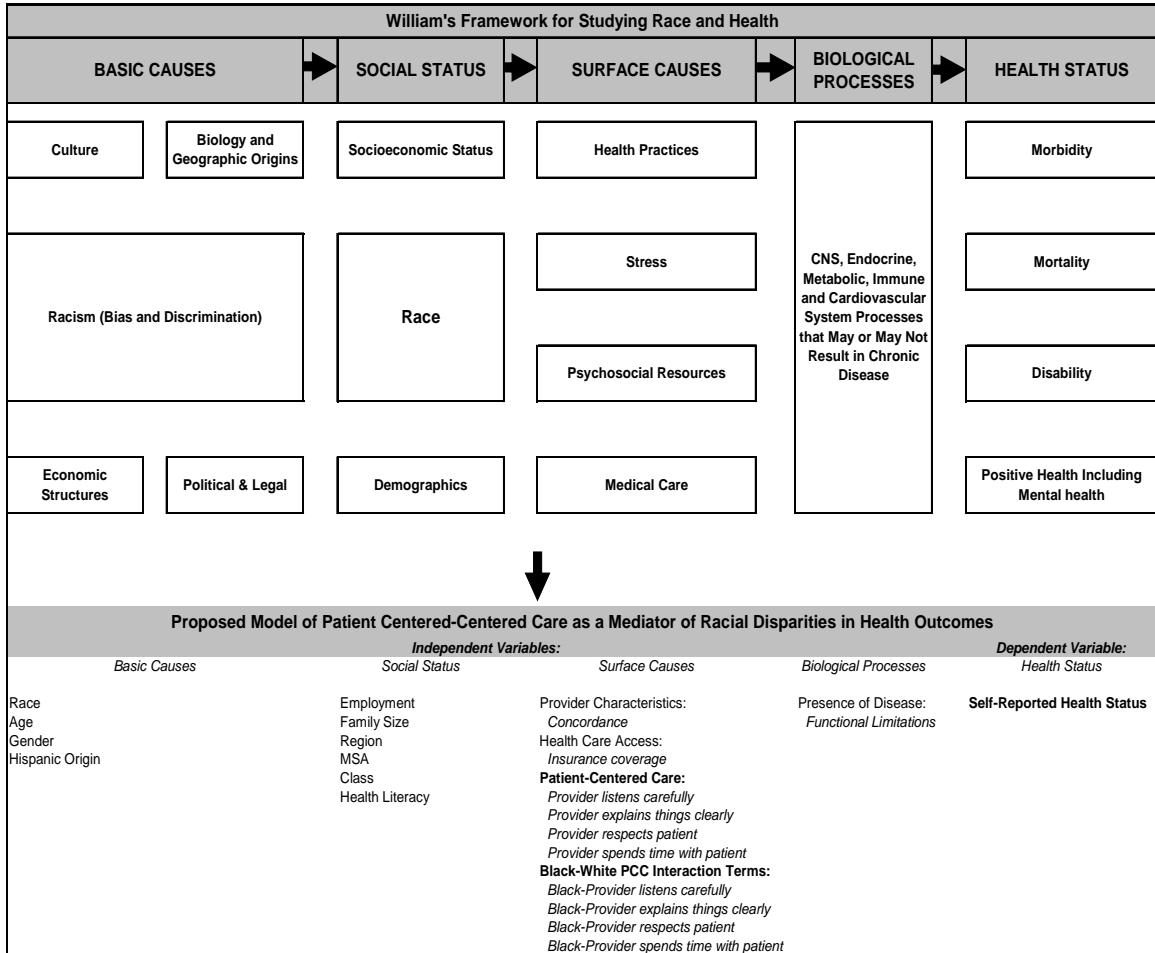 William's Framework for Studying Race and Health
BASIC CAUSES
SOCIAL STATUS
SURFACE CAUSES
BIOLOGICAL
PROCESSES
HEALTH STATUS
Culture
Biology and
Geographic Origins
Socioeconomic Status
Health Practices
Morbidity
Racism (Bias and Discrimination)
Race
Stress
Psychosocial Resources
CNS, Endocrine,
Metabolic, Immune
and Cardiovascular
System Processes
that May or May Not
Result in Chronic
Disease
Mortality
Disability
Economic
Structures
Political & Legal
Demographics
Medical Care
Positive Health Including
Mental health
Proposed Model of Patient Centered-Centered Care as a Mediator of Racial Disparities in Health Outcomes
Independent Variables:
Dependent Variable:
Basic Causes
Social Status
Surface Causes
Biological Processes
Health Status
Race
Age
Gender
Hispanic Origin
Employment
Family Size
Region
MSA
Class
Health Literacy
Provider Characteristics:
Concordance
Health Care Access:
Insurance coverage
Patient-Centered Care:
Provider listens carefully
Provider explains things clearly
Provider respects patient
Provider spends time with patient
Black-White PCC Interaction Terms:
Black-Provider listens carefully
Black-Provider explains things clearly
Black-Provider respects patient
Black-Provider spends time with patient
Presence of Disease:
Functional Limitations
Self-Reported Health Status